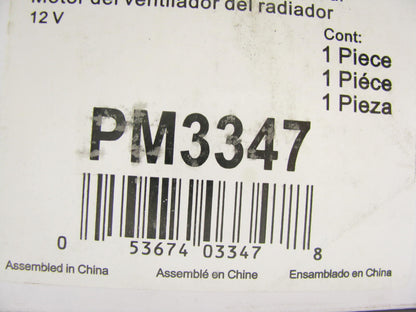 Motor del ventilador del radiador
12 V
Cont:
1 Piece
1 Piéce
1 Pieza
PM3347
0 53674 03347 8
Assembled in China Assemblé en Chine Ensamblado en China